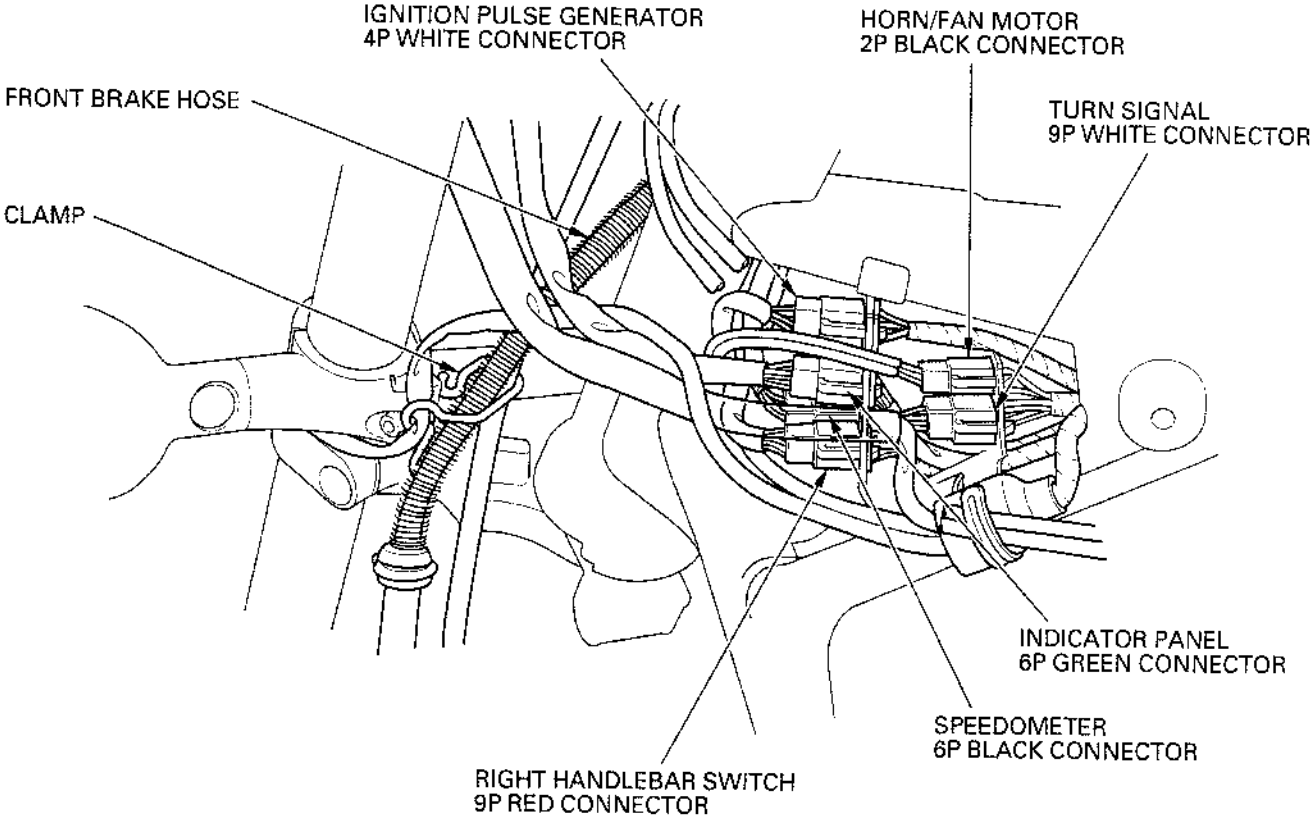 IGNITION PULSE GENERATOR
4P WHITE CONNECTOR
HORN/FAN MOTOR
2P BLACK CONNECTOR
FRONT BRAKE HOSE
TURN SIGNAL
9P WHITE CONNECTOR
CLAMP
INDICATOR PANEL
6P GREEN CONNECTOR
SPEEDOMETER
6P BLACK CONNECTOR
RIGHT HANDLEBAR SWITCH
9P RED CONNECTOR